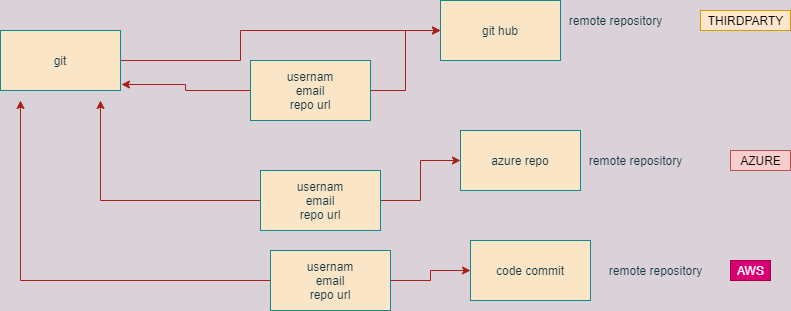 git hub
remote repository
THIRDPARTY
git
usernam
email
repo url
azure repo
remote repository
AZURE
usernam
email
repo url
code commit
remote repository
AWS
usernam
email
repo url